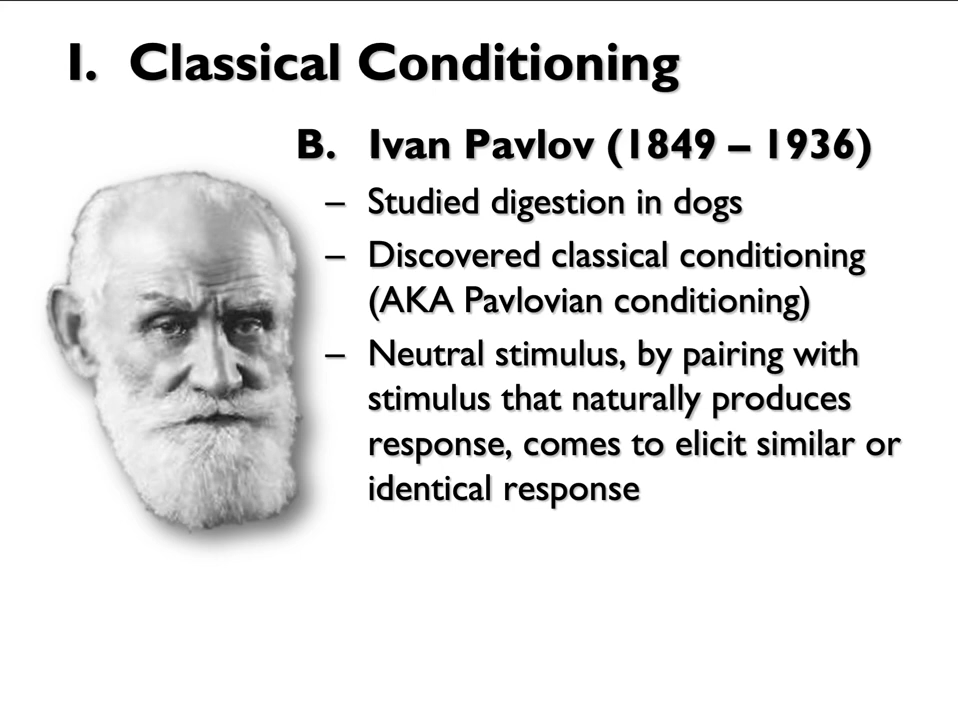 I. Classical Conditioning
B. Ivan Pavlov (1849 – 1936)
– Studied digestion in dogs
– Discovered classical conditioning
(AKA Pavlovian conditioning)
– Neutral stimulus, by pairing with
stimulus that naturally produces
response, comes to elicit similar or
identical response